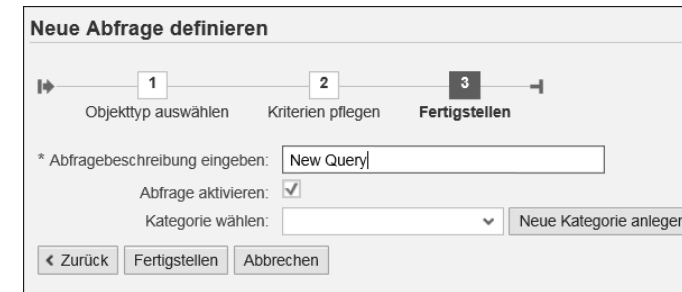 Neue Abfrage definieren
1 2 3
Objekttyp auswählen Kriterien pflegen Fertigstellen
* Abfragebeschreibung eingeben: New Query
Abfrage aktivieren:
Kategorie wählen: Neue Kategorie anlegen
Zurück Fertigstellen Abbrechen